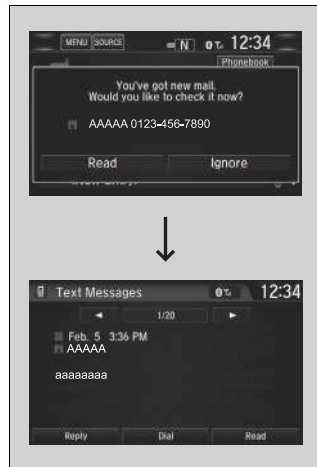 MENU SOURCE N 12:34
Phonebook
You've got new mail.
Would you like to check it now?
AAAAA 0123-456-7890
Read Ignore
New Entry
Text Messages 12:34
1/20
Feb. 5 3:36 PM
AAAAA
aaaaaaaa
Reply Dial Read